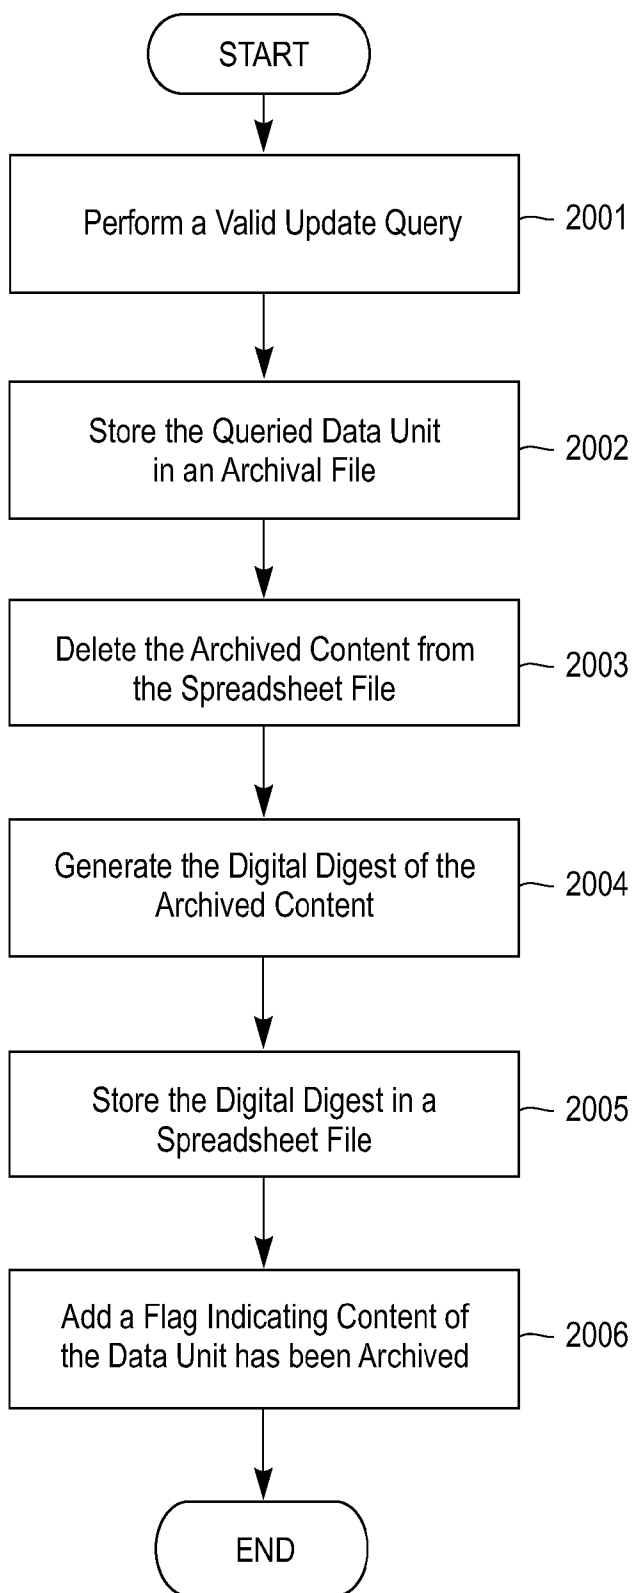 START
Perform a Valid Update Query
2001
Store the Queried Data Unit
in an Archival File
2002
Delete the Archived Content from
the Spreadsheet File
2003
Generate the Digital Digest of the
Archived Content
2004
Store the Digital Digest in a
Spreadsheet File
2005
Add a Flag Indicating Content of
the Data Unit has been Archived
2006
END